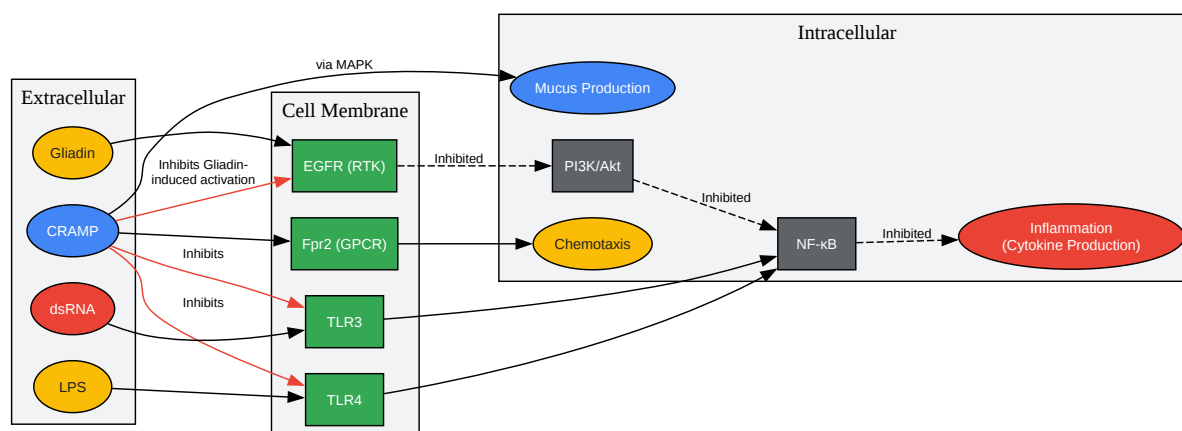 Intracellular
via MAPK
Mucus Production
Extracellular
Cell Membrane
Gliadin
Inhibits Gliadin-
induced activation
EGFR (RTK)
Inhibited
PI3K/Akt
Inhibited
CRAMP
Fpr2 (GPCR)
Chemotaxis
NF-κB
Inhibited
Inflammation
(Cytokine Production)
Inhibits
dsRNA
Inhibits
TLR3
LPS
TLR4